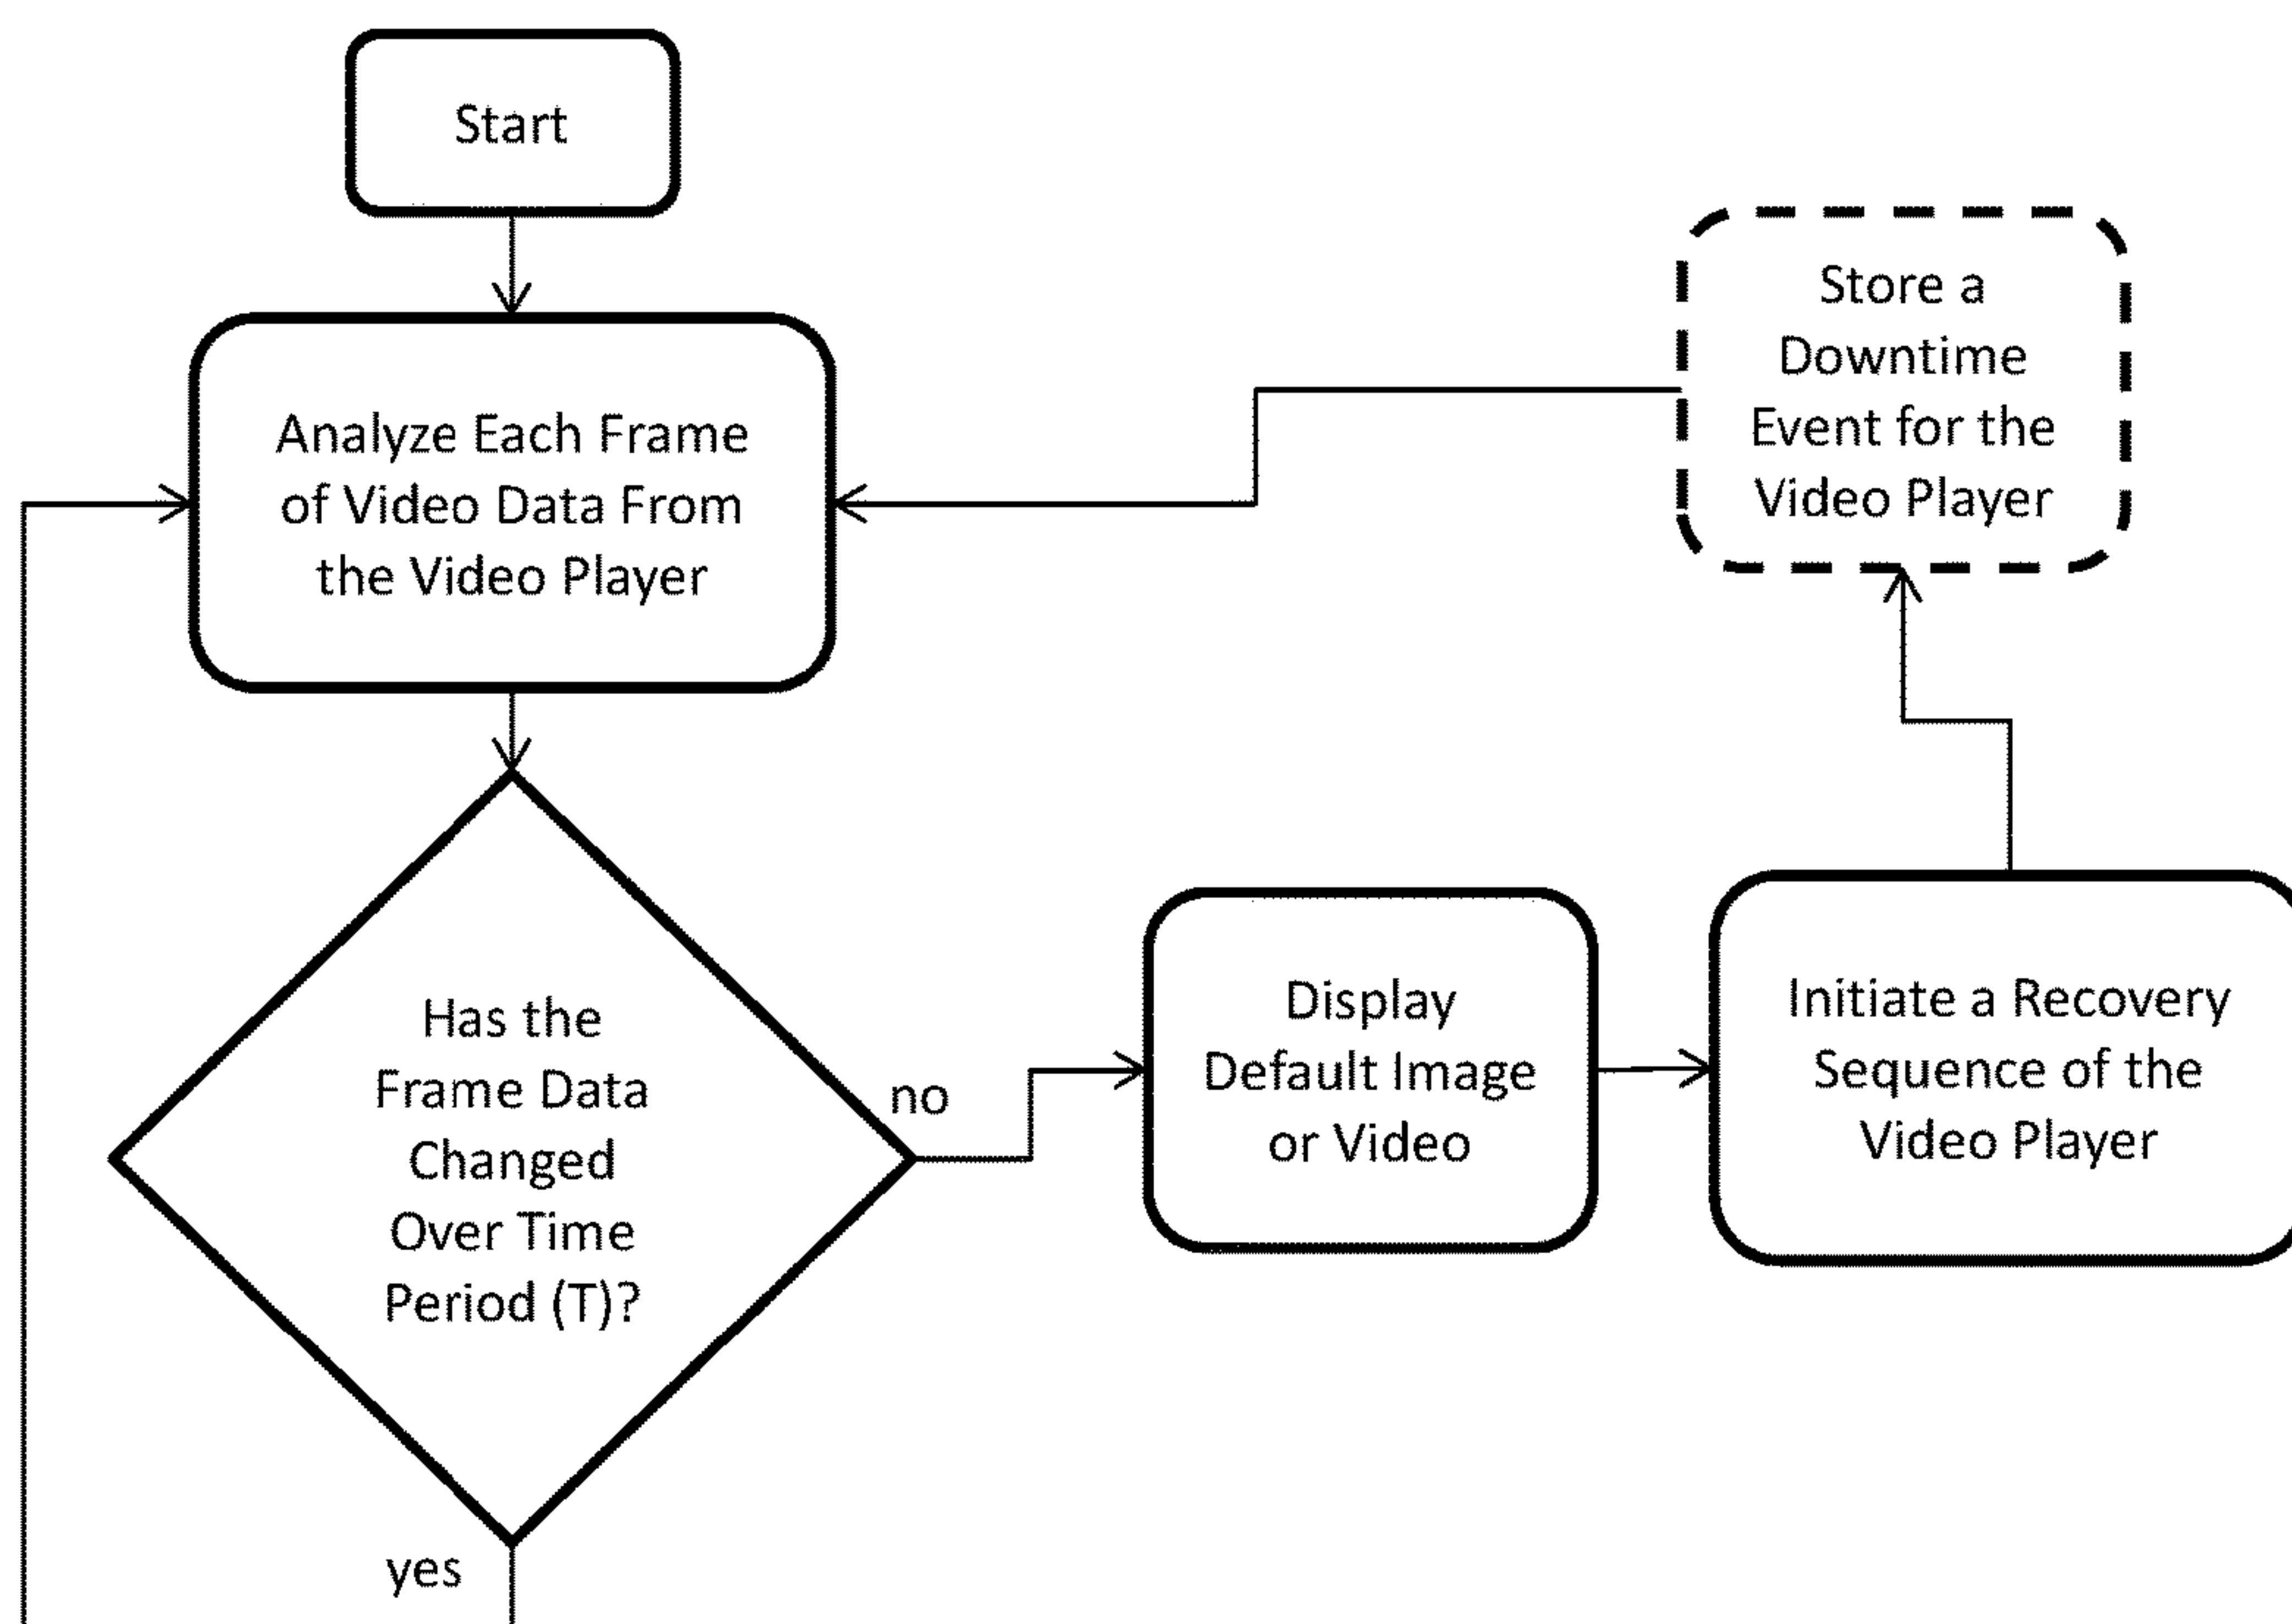 Start
Analyze Each Frame
of Video Data From
the Video Player
Store a
Downtime
Event for the
Video Player
Has the
Frame Data
Changed
Over Time
Period (T)?
no
yes
Display
Default Image
or Video
Initiate a Recovery
Sequence of the
Video Player